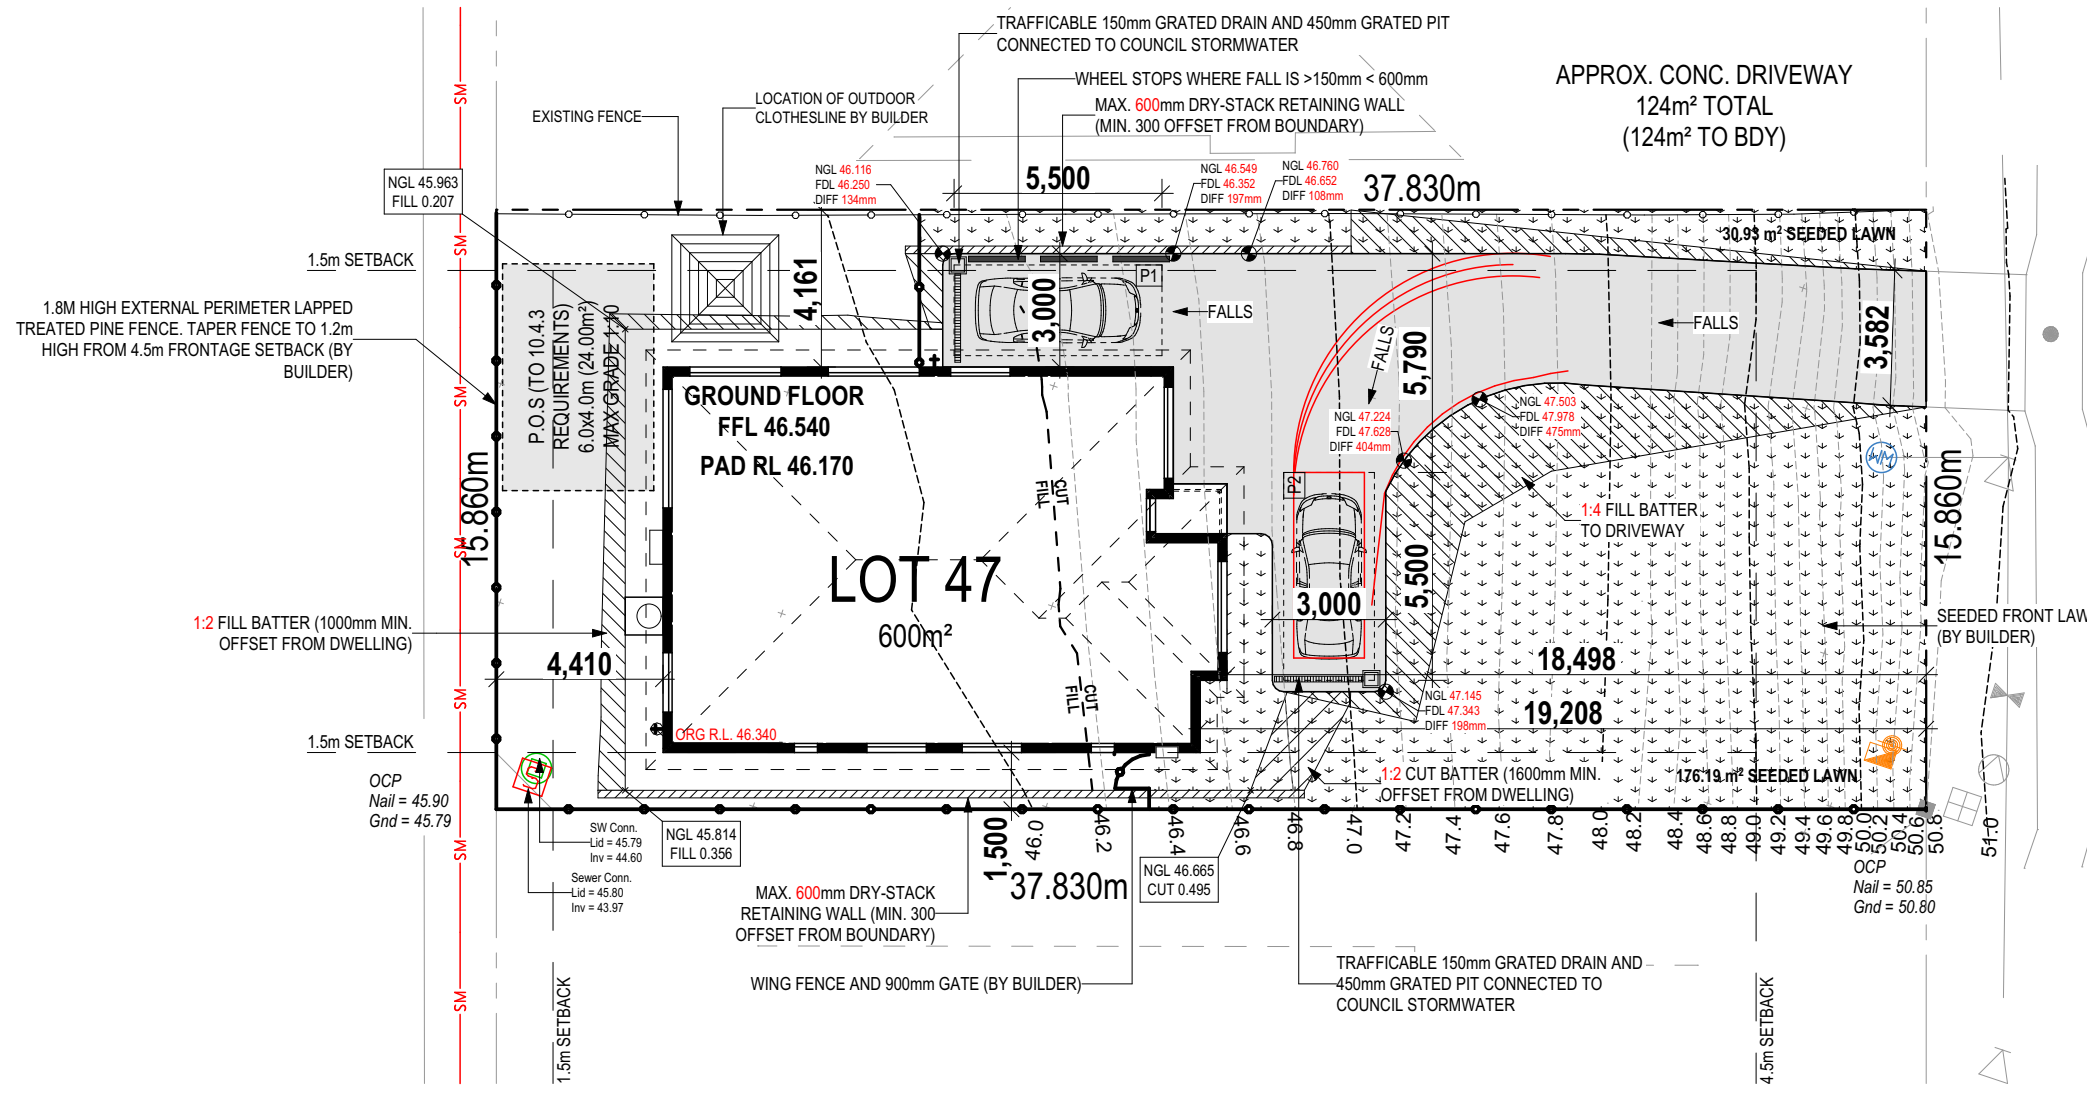 TRAFFICABLE 150mm GRATED DRAIN AND 450mm GRATED PIT
CONNECTED TO COUNCIL STORMWATER
WHEEL STOPS WHERE FALL IS >150mm < 600mm
MAX. 600mm DRY-STACK RETAINING WALL
(MIN. 300 OFFSET FROM BOUNDARY)
APPROX. CONC. DRIVEWAY
124m² TOTAL
(124m² TO BDY)
LOCATION OF OUTDOOR
CLOTHESLINE BY BUILDER
EXISTING FENCE
SM
SM
SM
SM
SM
SM
SM
NGL 45.963
FILL 0.207
NGL 46.116
FDL 46.250
DIFF 134mm
5,500
NGL 46.549
FDL 46.352
DIFF 197mm
NGL 46.760
FDL 46.652
DIFF 108mm
37.830m
30.93 m² SEEDED LAWN
1.5m SETBACK
1.8M HIGH EXTERNAL PERIMETER LAPPED
TREATED PINE FENCE. TAPER FENCE TO 1.2m
HIGH FROM 4.5m FRONTAGE SETBACK (BY
BUILDER)
P.O.S (TO 10.4.3
REQUIREMENTS)
6.0x4.0m (24.00m²)
MAX GRADE 1:10
4,161
3,000
P1
FALLS
FALLS
FALLS
5,790
3,582
GROUND FLOOR
FFL 46.540
PAD RL 46.170
NGL 47.224
FDL 47.628
DIFF 404mm
NGL 47.503
FDL 47.978
DIFF 475mm
15.860m
CUT
FILL
P2
1:4 FILL BATTER
TO DRIVEWAY
15.860m
LOT 47
600m²
5,500
3,000
1:2 FILL BATTER (1000mm MIN.
OFFSET FROM DWELLING)
SEEDED FRONT LAW
(BY BUILDER)
4,410
CUT
FILL
18,498
NGL 47.145
FDL 47.343
DIFF 198mm
19,208
ORG R.L. 46.340
1.5m SETBACK
1:2 CUT BATTER (1600mm MIN.
OFFSET FROM DWELLING)
176.19 m² SEEDED LAWN
OCP
Nail = 45.90
Gnd = 45.79
SW Conn.
Lid = 45.79
Inv = 44.60
Sewer Conn.
Lid = 45.80
Inv = 43.97
NGL 45.814
FILL 0.356
1,500
46.0
46.2
46.4
46.6
46.8
47.0
47.2
47.4
47.9
47.8
48.0
48.2
48.4
48.6
48.8
49.0
49.2
49.4
49.6
49.8
50.0
50.2
50.4
50.6
50.8
51.0
37.830m
NGL 46.665
CUT 0.495
OCP
Nail = 50.85
Gnd = 50.80
MAX. 600mm DRY-STACK
RETAINING WALL (MIN. 300
OFFSET FROM BOUNDARY)
WING FENCE AND 900mm GATE (BY BUILDER)
TRAFFICABLE 150mm GRATED DRAIN AND
450mm GRATED PIT CONNECTED TO
COUNCIL STORMWATER
1.5m SETBACK
4.5m SETBACK